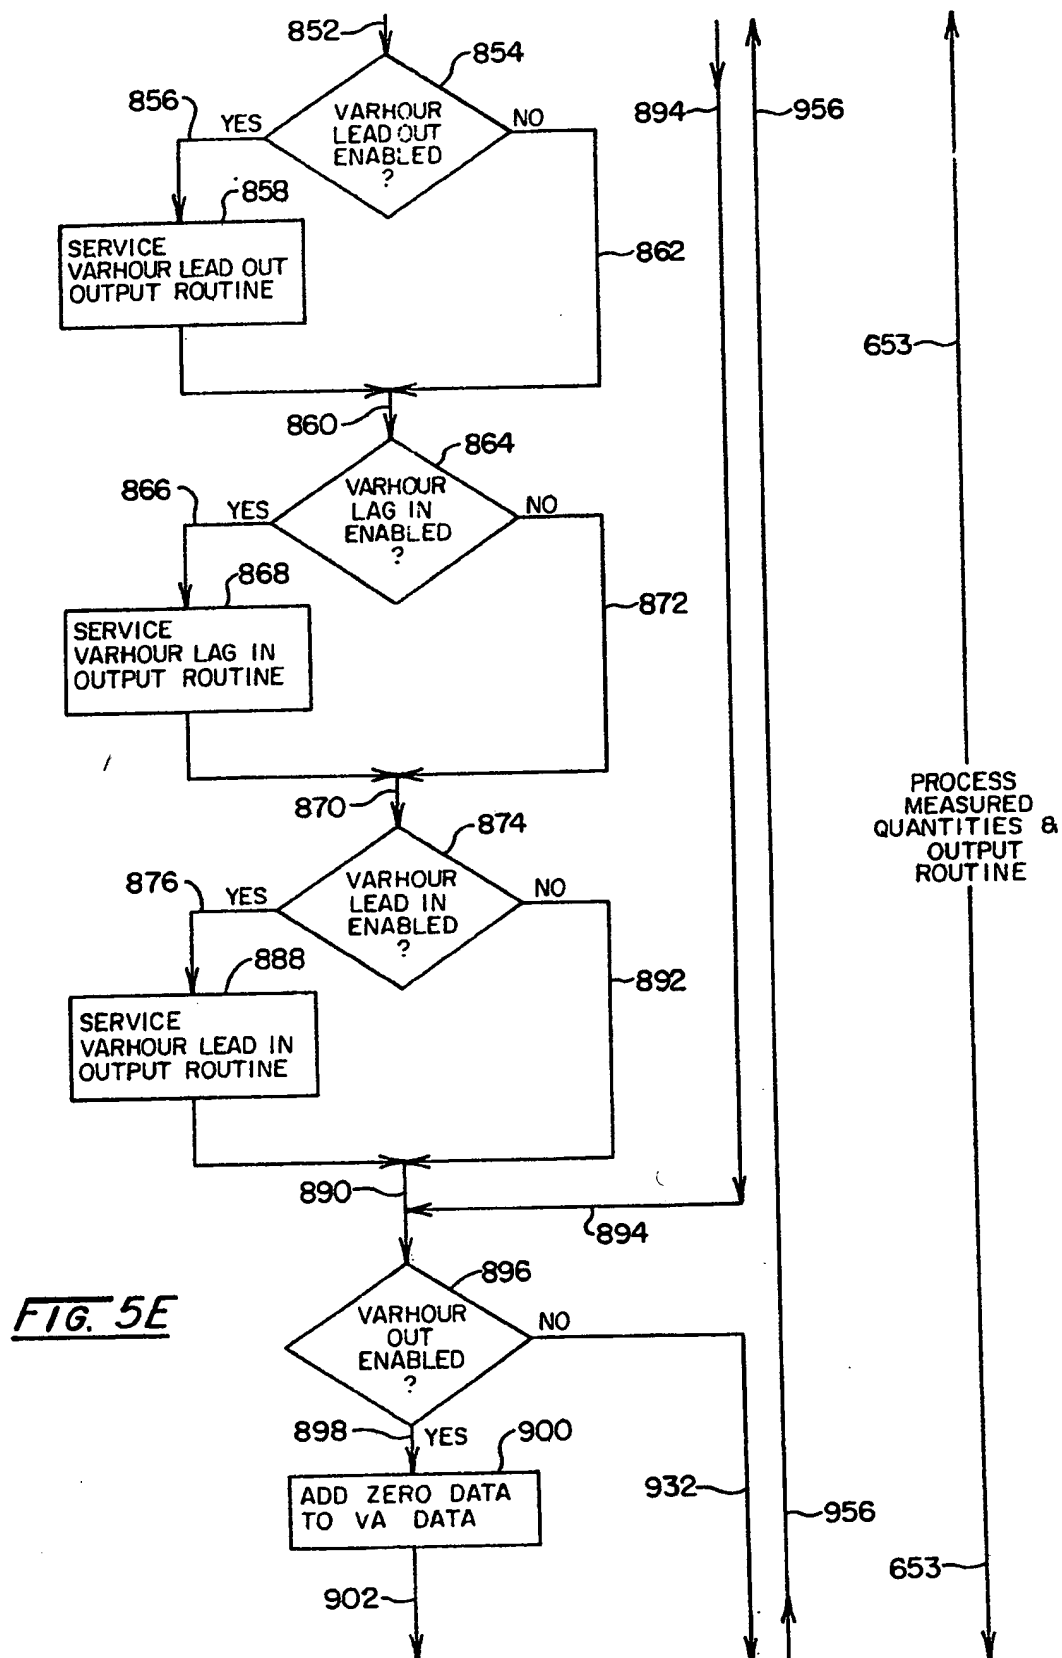 852
854
856
YES
VARHOUR
LEAD OUT
ENABLED
?
NO
894
956
858
SERVICE
VARHOUR LEAD OUT
OUTPUT ROUTINE
862
653
860
864
866
YES
VARHOUR
LAG IN
ENABLED
?
NO
868
SERVICE
VARHOUR LAG IN
OUTPUT ROUTINE
872
870
874
PROCESS
MEASURED
QUANTITIES &
OUTPUT
ROUTINE
876
YES
VARHOUR
LEAD IN
ENABLED
?
NO
888
SERVICE
VARHOUR LEAD IN
OUTPUT ROUTINE
892
890
894
896
FIG. 5E
VARHOUR
OUT
ENABLED
?
NO
898
YES
900
ADD ZERO DATA
TO VA DATA
932
956
902
653